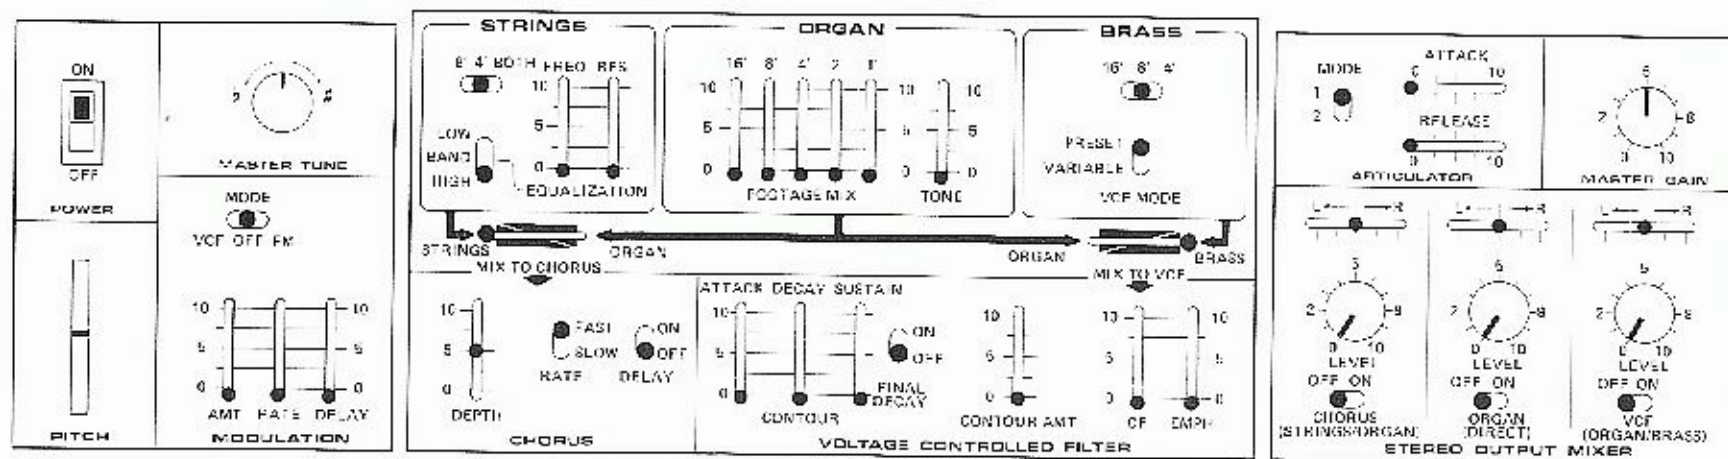 ON
OFF
POWER
PITCH
2 #1
MASTER TUNE
MODE
VCF OFF FM
10 10
5 5
0 0
AMT RATE DELAY
MODULATION
STRINGS
8' 4' BOTH
FREQ RES
10
5
0
LOW
BAND
HIGH
EQUALIZATION
ORGAN
16' 8' 4' 2' 1'
10 10 10
5 5 5
0 0 0
FOOTAGE MIX
TONE
BRASS
16' 8' 4'
PRESET
VARIABLE
VCF MODE
STRINGS ORGAN
MIX TO CHORUS
ORGAN BRASS
MIX TO VCF
10
5
0
DEPTH
FAST
SLOW
RATE
ON
OFF
DELAY
CHORUS
ATTACK DECAY SUSTAIN
10
5
0
CONTOUR
ON
OFF
FINAL
DECAY
10
5
0
CONTOUR AMT
10 10
5 5
0 0
CF EMPH
VOLTAGE CONTROLLED FILTER
MODE
1
2
ATTACK
0 10
RELEASE
0 10
ARTICULATOR
5
2 8
0 10
MASTER GAIN
L R
L R
L R
5
2 8
0 10
LEVEL
OFF ON
CHORUS
(STRINGS/ORGAN)
5
2 8
0 10
LEVEL
OFF ON
ORGAN
(DIRECT)
5
2 8
0 10
LEVEL
OFF ON
VCF
(ORGAN/BRASS)
STEREO OUTPUT MIXER